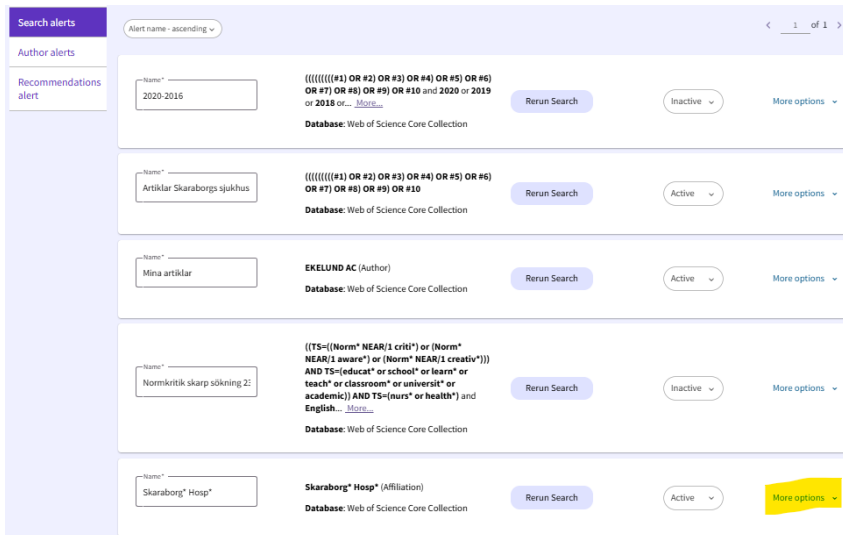 Search alerts
Author alerts
Recommendations
alert
Alert name - ascending
1 of 1
Name*
2020-2016
(((((((((#1) OR #2) OR #3) OR #4) OR #5) OR #6)
OR #7) OR #8) OR #9) OR #10 and 2020 or 2019
or 2018 or... More...
Database: Web of Science Core Collection
Rerun Search
Inactive
More options
Name*
Artiklar Skaraborgs sjukhus
(((((((((#1) OR #2) OR #3) OR #4) OR #5) OR #6)
OR #7) OR #8) OR #9) OR #10
Database: Web of Science Core Collection
Rerun Search
Active
More options
Name*
Mina artiklar
EKELUND AC (Author)
Database: Web of Science Core Collection
Rerun Search
Active
More options
Name*
Normkritik skarp sökning 23
((TS=((Norm* NEAR/1 criti*) or (Norm*
NEAR/1 aware*) or (Norm* NEAR/1 creativ*)))
AND TS=(educat* or school* or learn* or
teach* or classroom* or universit* or
academic)) AND TS=(nurs* or health*) and
English... More...
Database: Web of Science Core Collection
Rerun Search
Inactive
More options
Name*
Skaraborg* Hosp*
Skaraborg* Hosp* (Affiliation)
Database: Web of Science Core Collection
Rerun Search
Active
More options